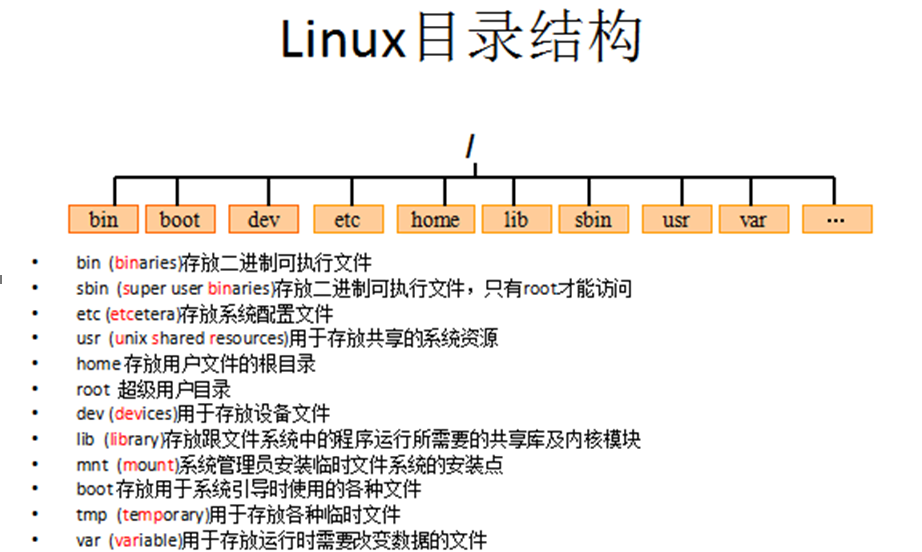 Linux目录结构
/
bin boot dev etc home lib sbin usr var ...
• bin (binaries)存放二进制可执行文件
• sbin (super user binaries)存放二进制可执行文件，只有root才能访问
• etc (etcetera)存放系统配置文件
• usr (unix shared resources)用于存放共享的系统资源
• home 存放用户文件的根目录
• root 超级用户目录
• dev (devices)用于存放设备文件
• lib (library)存放跟文件系统中的程序运行所需要的共享库及内核模块
• mnt (mount)系统管理员安装临时文件系统的安装点
• boot 存放用于系统引导时使用的各种文件
• tmp (temporary)用于存放各种临时文件
• var (variable)用于存放运行时需要改变数据的文件